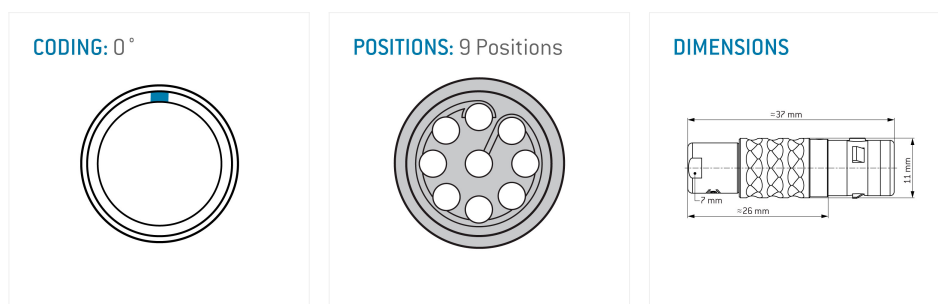 CODING: 0°
POSITIONS: 9 Positions
DIMENSIONS
≈37 mm
11 mm
7 mm
≈26 mm